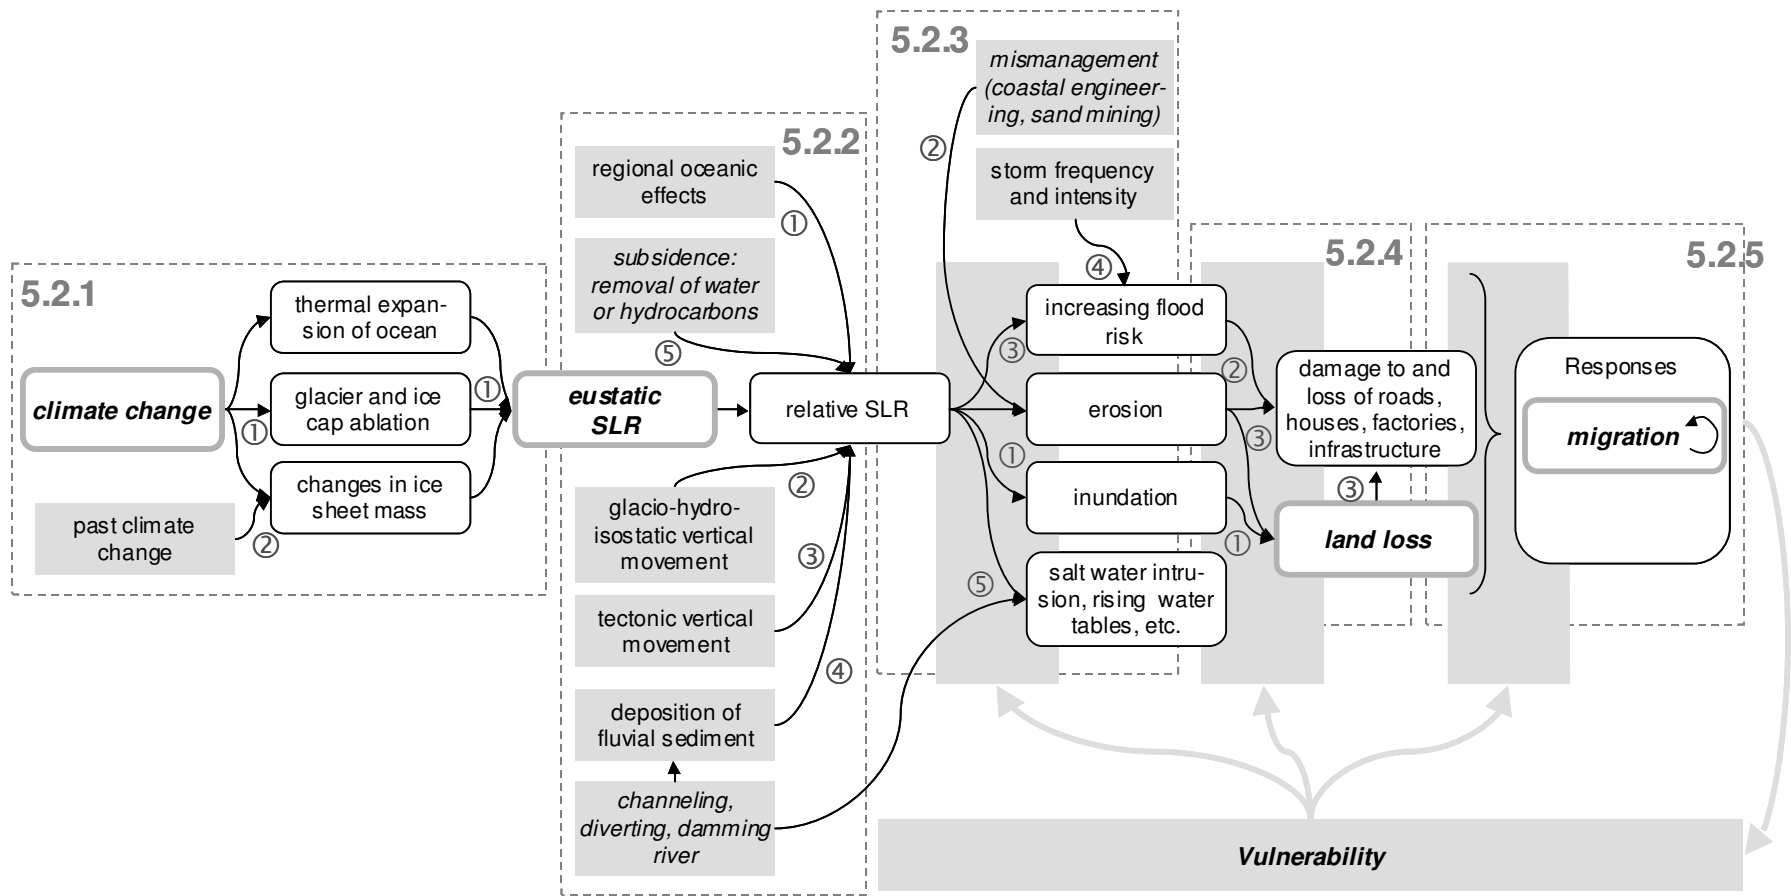 5.2.1
thermal expan-
sion of ocean
climate change
glacier and ice
cap ablation
changes in ice
sheet mass
past climate
change
①
②
①
5.2.2
regional oceanic
effects
①
subsidence:
removal of water
or hydrocarbons
⑤
eustatic
SLR
relative SLR
②
glacio-hydro-
isostatic vertical
movement
③
tectonic vertical
movement
④
deposition of
fluvial sediment
channeling,
diverting, damming
river
5.2.3
mismanagement
(coastal engineer-
ing, sand mining)
②
storm frequency
and intensity
④
increasing flood
risk
③
erosion
①
inundation
⑤
salt water intru-
sion, rising water
tables, etc.
5.2.4
②
damage to and
loss of roads,
houses, factories,
infrastructure
③
③
①
land loss
5.2.5
Responses
migration
Vulnerability